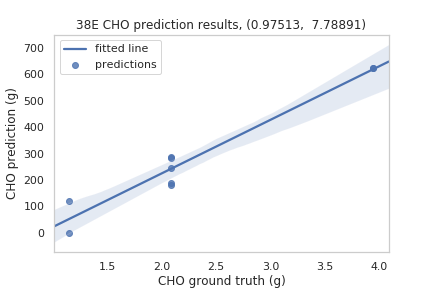 38E CHO prediction results, (0.97513, 7.78891)
fitted line
predictions
700
600
500
400
300
200
100
0
CHO prediction (g)
1.5 2.0 2.5 3.0 3.5 4.0
CHO ground truth (g)